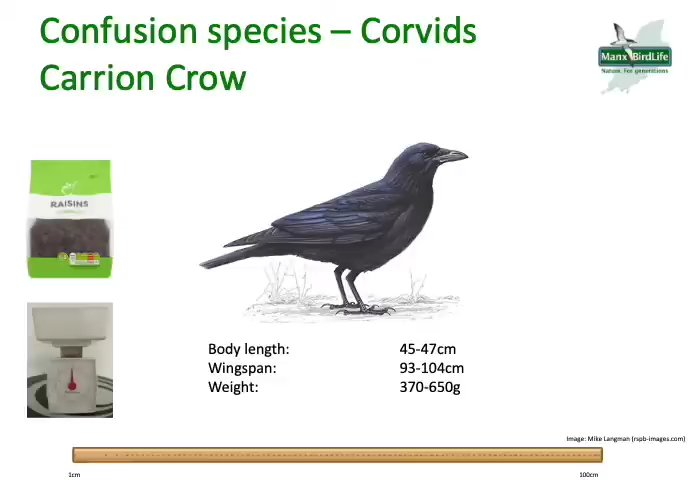 Confusion species – Corvids
Carrion Crow
Manx BirdLife
Nature. For generations
RAISINS
Body length: 45-47cm
Wingspan: 93-104cm
Weight: 370-650g
Image: Mike Langman (rspb-images.com)
1cm 100cm